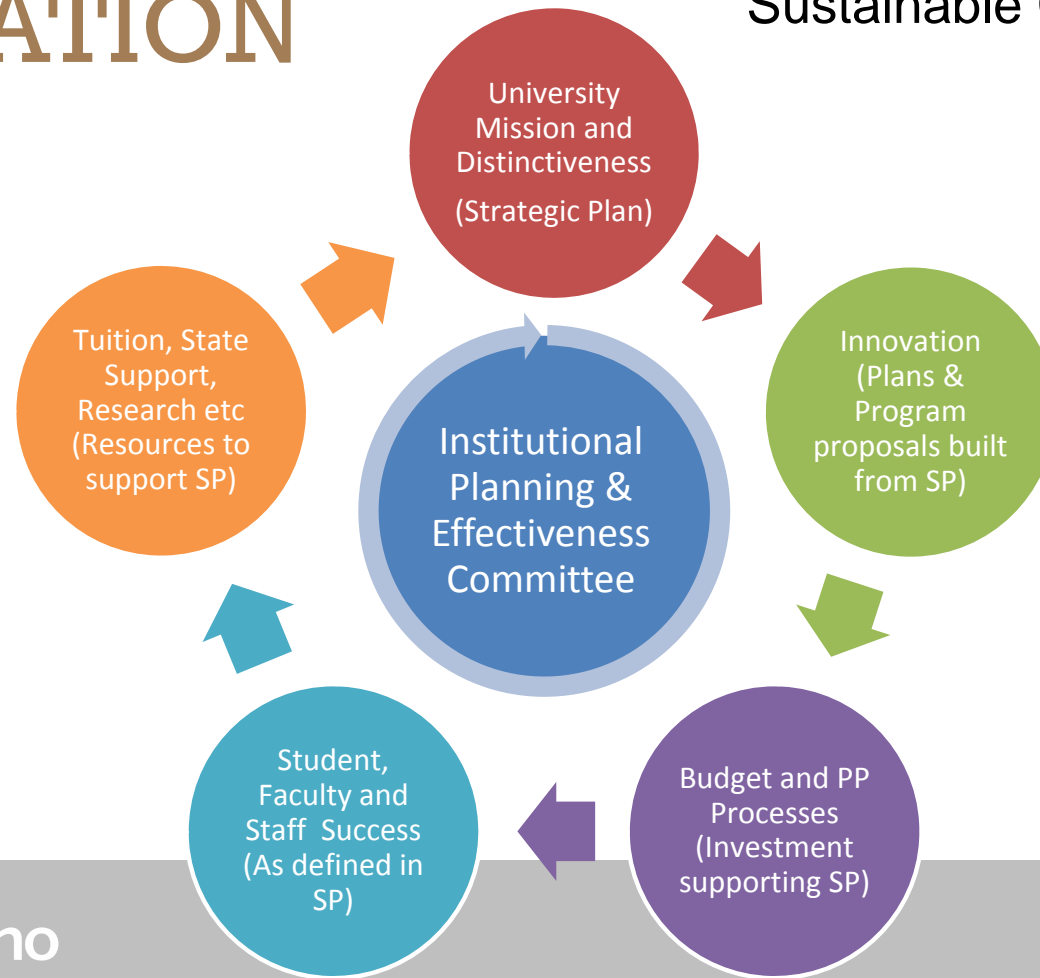 ATION
Sustainable
University
Mission and
Distinctiveness
(Strategic Plan)
Tuition, State
Support,
Research etc
(Resources to
support SP)
Innovation
(Plans &
Program
proposals built
from SP)
Institutional
Planning &
Effectiveness
Committee
Student,
Faculty and
Staff Success
(As defined in
SP)
Budget and PP
Processes
(Investment
supporting SP)
no